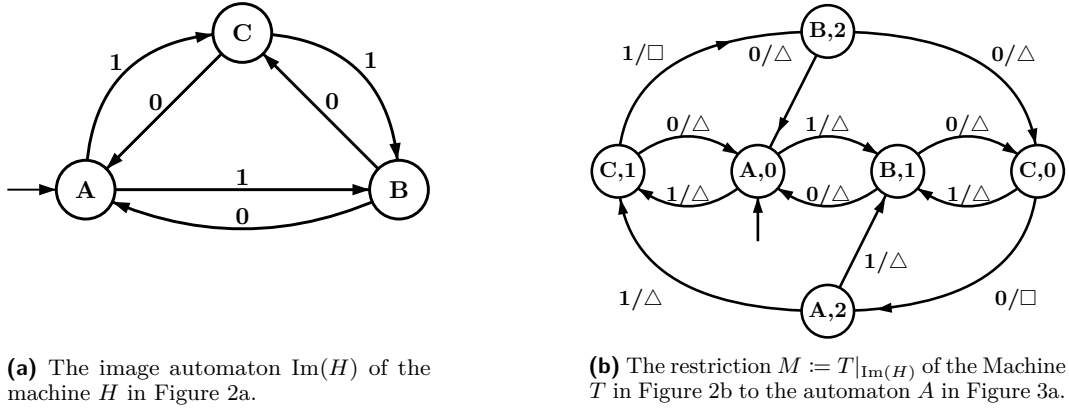 C
1
1
0
0
A
1
B
0
B,2
1/□
0/△
0/△
0/△
1/△
0/△
C,1
A,0
B,1
C,0
1/△
0/△
1/△
1/△
1/△
0/□
A,2
(a) The image automaton Im(H) of the
machine H in Figure 2a.
(b) The restriction M := T|Im(H) of the Machine
T in Figure 2b to the automaton A in Figure 3a.